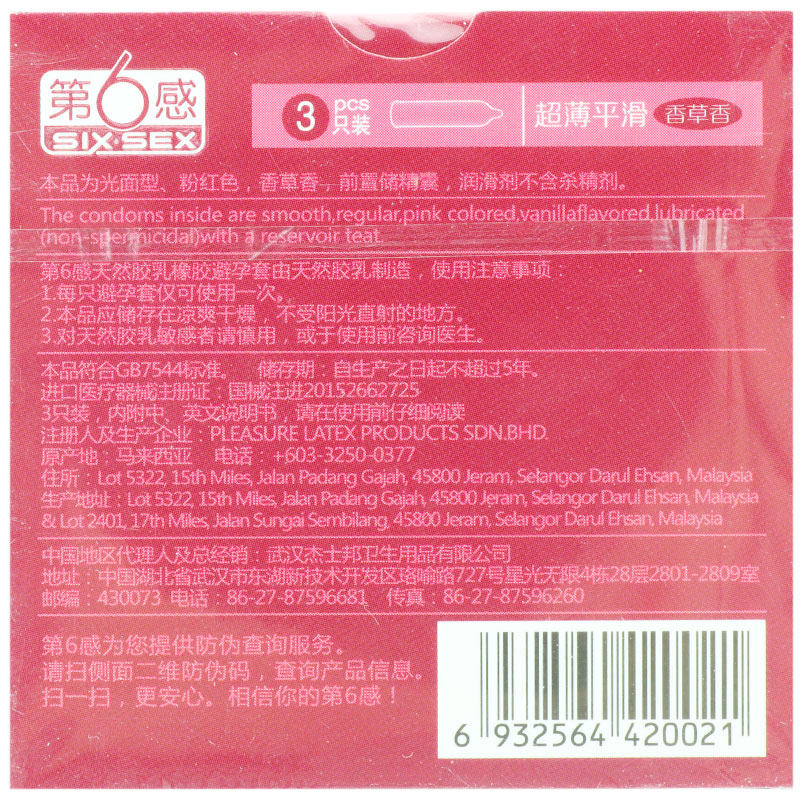 第6感
SIX·SEX
3 pcs 只装 超薄平滑 香草香
本品为光面型、粉红色，香草香，前置储精囊，润滑剂不含杀精剂。
The condoms inside are smooth,regular,pink colored,vanillaflavored,lubricated
(non-spermicidal)with a reservoir teat.
第6感天然胶乳橡胶避孕套由天然胶乳制造，使用注意事项：
1.每只避孕套仅可使用一次。
2.本品应储存在凉爽干燥，不受阳光直射的地方。
3.对天然胶乳敏感者请慎用，或于使用前咨询医生。
本品符合GB7544标准。 储存期：自生产之日起不超过5年。
进口医疗器械注册证：国械注进20152662725
3只装，内附中、英文说明书，请在使用前仔细阅读
注册人及生产企业：PLEASURE LATEX PRODUCTS SDN.BHD.
原产地：马来西亚 电话：+603-3250-0377
住所：Lot 5322, 15th Miles, Jalan Padang Gajah, 45800 Jeram, Selangor Darul Ehsan, Malaysia
生产地址：Lot 5322, 15th Miles, Jalan Padang Gajah, 45800 Jeram, Selangor Darul Ehsan, Malaysia
& Lot 2401, 17th Miles, Jalan Sungai Sembilang, 45800 Jeram, Selangor Darul Ehsan, Malaysia
中国地区代理人及总经销：武汉杰士邦卫生用品有限公司
地址：中国湖北省武汉市东湖新技术开发区珞喻路727号星光无限4栋28层2801-2809室
邮编：430073 电话：86-27-87596681 传真：86-27-87596260
第6感为您提供防伪查询服务。
请扫侧面二维防伪码，查询产品信息。
扫一扫，更安心。相信你的第6感！
6 932564 420021